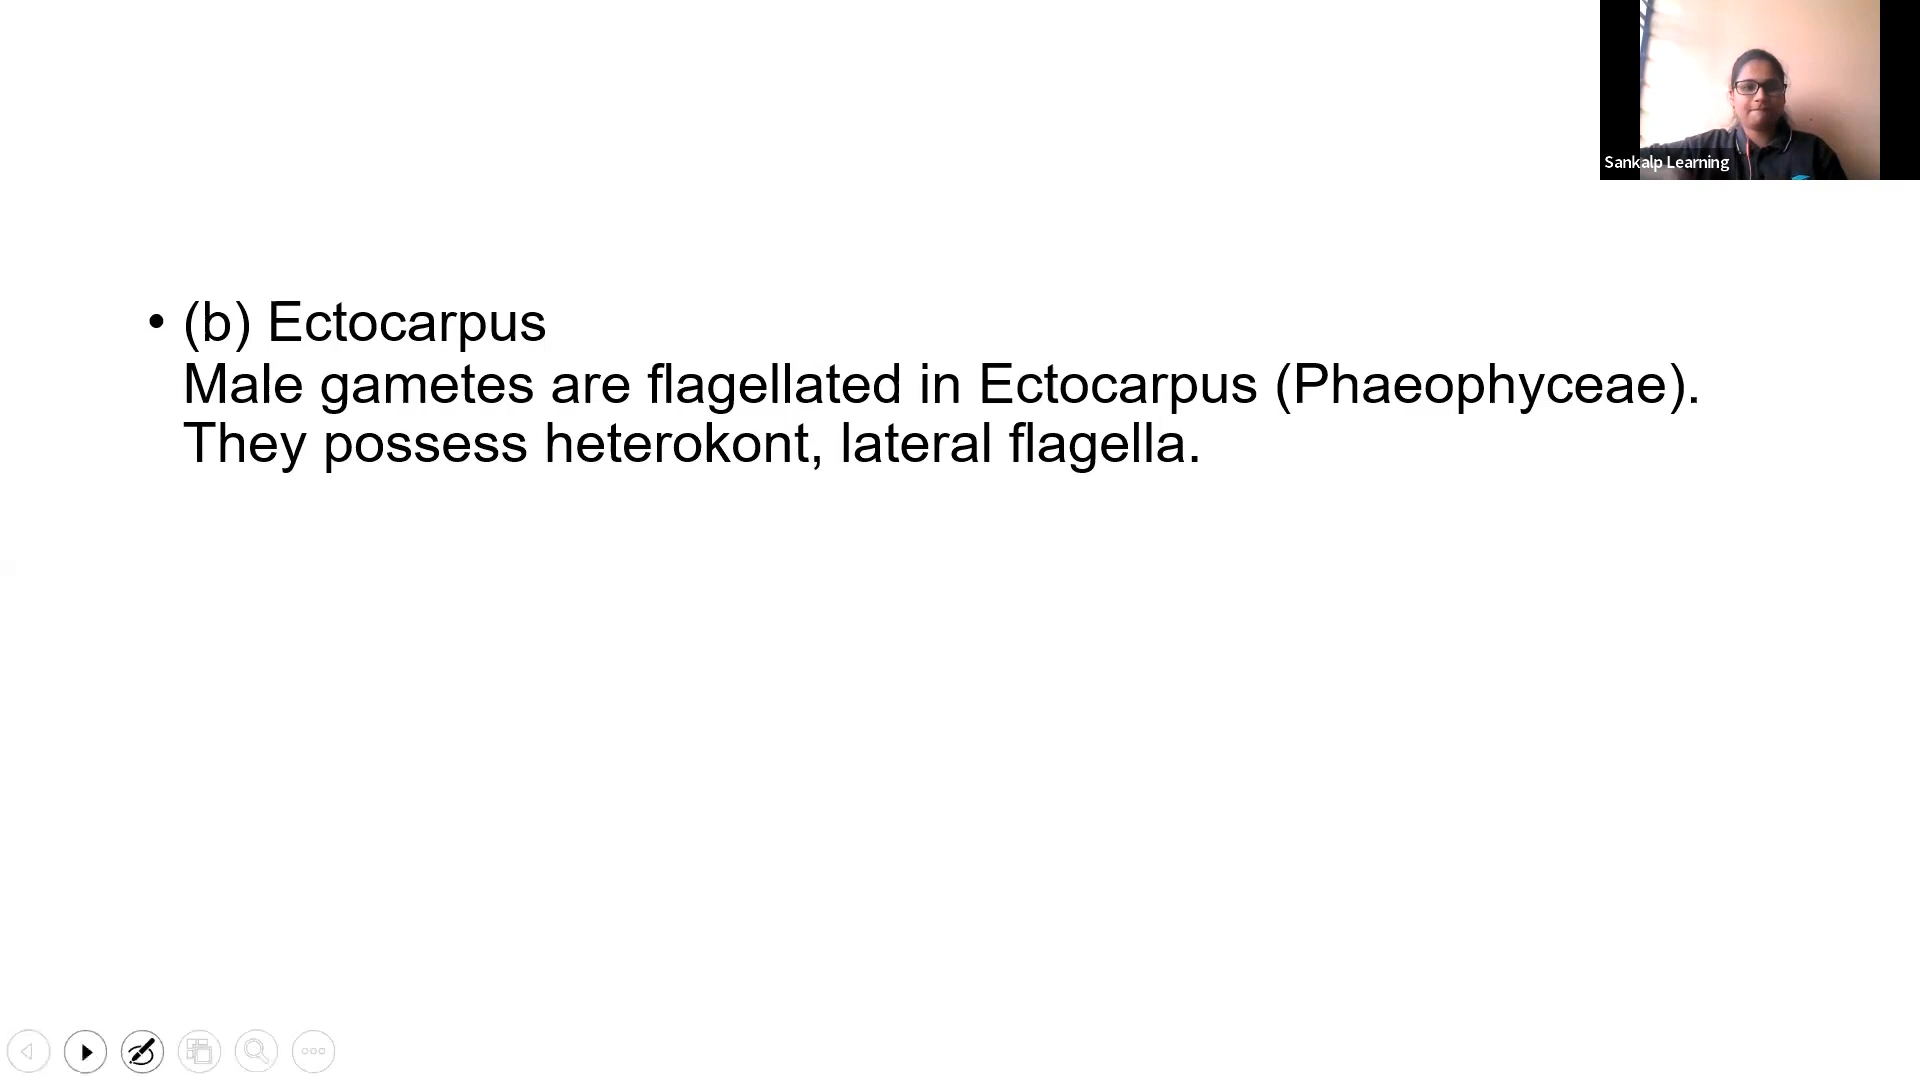 Sankalp Learning
• (b) Ectocarpus
Male gametes are flagellated in Ectocarpus (Phaeophyceae).
They possess heterokont, lateral flagella.